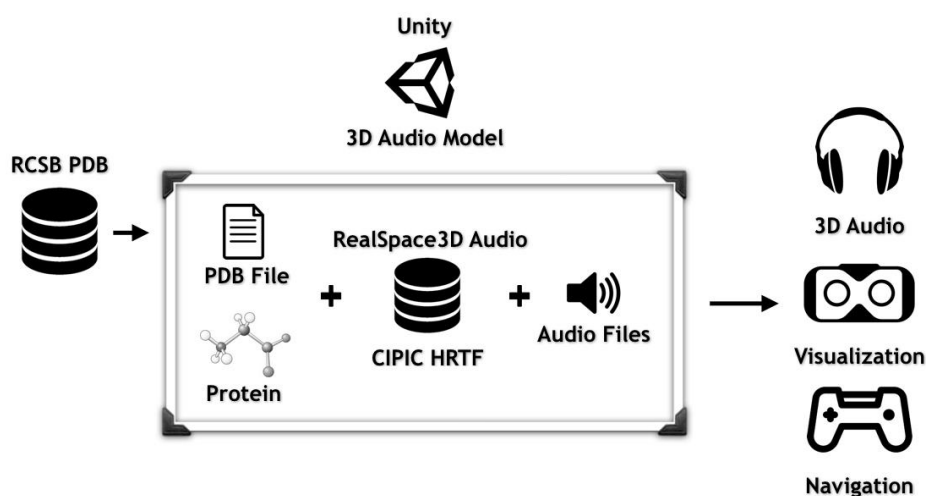 Unity
3D Audio Model
RCSB PDB
PDB File
Protein
+
RealSpace3D Audio
CIPIC HRTF
+
Audio Files
3D Audio
Visualization
Navigation